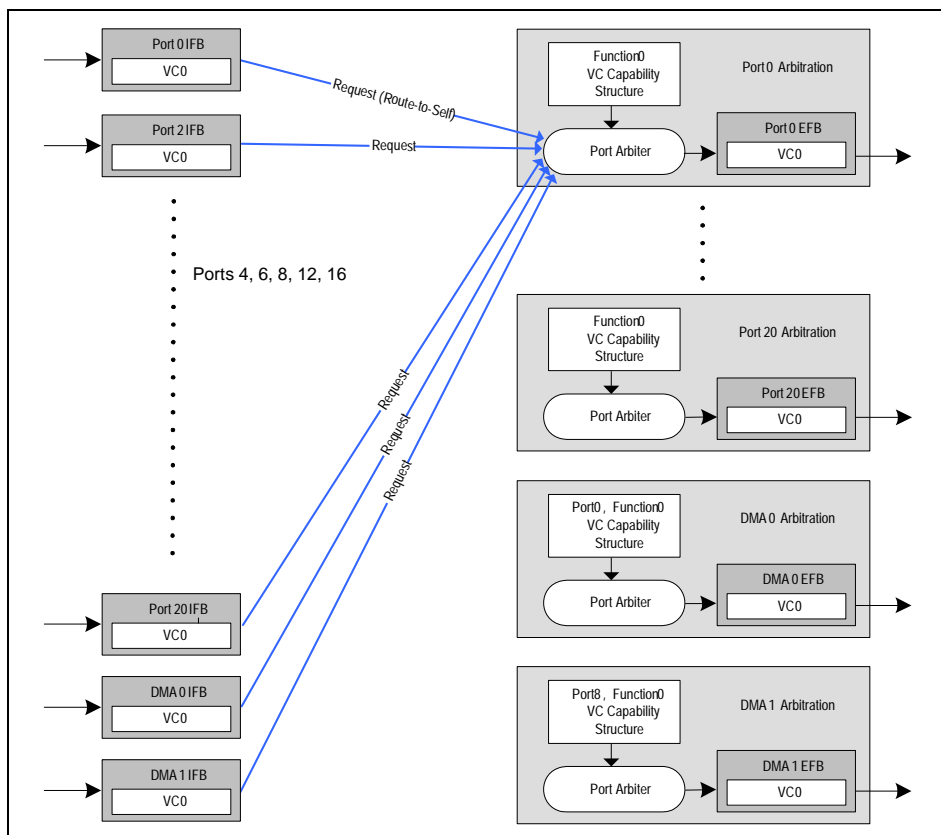 Port 0 IFB
VC0
Port 2 IFB
VC0
Ports 4, 6, 8, 12, 16
Port 20 IFB
VC0
DMA 0 IFB
VC0
DMA 1 IFB
VC0
Request (Route-to-Self)
Request
Request
Request
Request
Function0
VC Capability
Structure
Port 0 Arbitration
Port Arbiter
Port 0 EFB
VC0
Function0
VC Capability
Structure
Port 20 Arbitration
Port Arbiter
Port 20 EFB
VC0
Port0, Function0
VC Capability
Structure
DMA 0 Arbitration
Port Arbiter
DMA 0 EFB
VC0
Port8, Function0
VC Capability
Structure
DMA 1 Arbitration
Port Arbiter
DMA 1 EFB
VC0